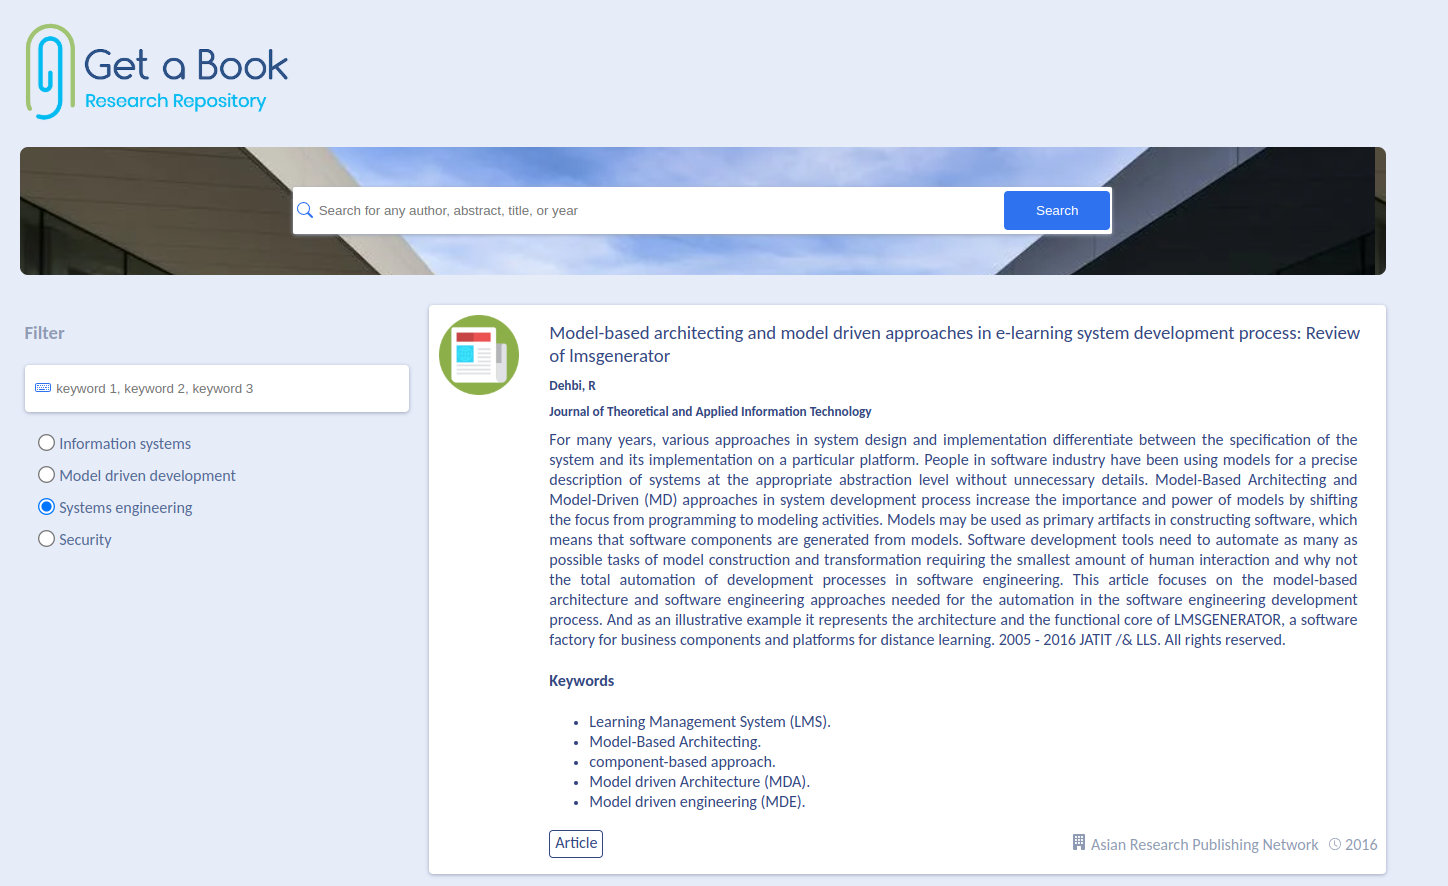 Get a Book
Research Repository
Search for any author, abstract, title, or year
Search
Filter
keyword 1, keyword 2, keyword 3
Information systems
Model driven development
Systems engineering
Security
Model-based architecting and model driven approaches in e-learning system development process: Review
of lmsgenerator
Dehbi, R
Journal of Theoretical and Applied Information Technology
For many years, various approaches in system design and implementation differentiate between the specification of the
system and its implementation on a particular platform. People in software industry have been using models for a precise
description of systems at the appropriate abstraction level without unnecessary details. Model-Based Architecting and
Model-Driven (MD) approaches in system development process increase the importance and power of models by shifting
the focus from programming to modeling activities. Models may be used as primary artifacts in constructing software, which
means that software components are generated from models. Software development tools need to automate as many as
possible tasks of model construction and transformation requiring the smallest amount of human interaction and why not
the total automation of development processes in software engineering. This article focuses on the model-based
architecture and software engineering approaches needed for the automation in the software engineering development
process. And as an illustrative example it represents the architecture and the functional core of LMSGENERATOR, a software
factory for business components and platforms for distance learning. 2005 - 2016 JATIT /& LLS. All rights reserved.
Keywords
• Learning Management System (LMS).
• Model-Based Architecting.
• component-based approach.
• Model driven Architecture (MDA).
• Model driven engineering (MDE).
Article
Asian Research Publishing Network
2016